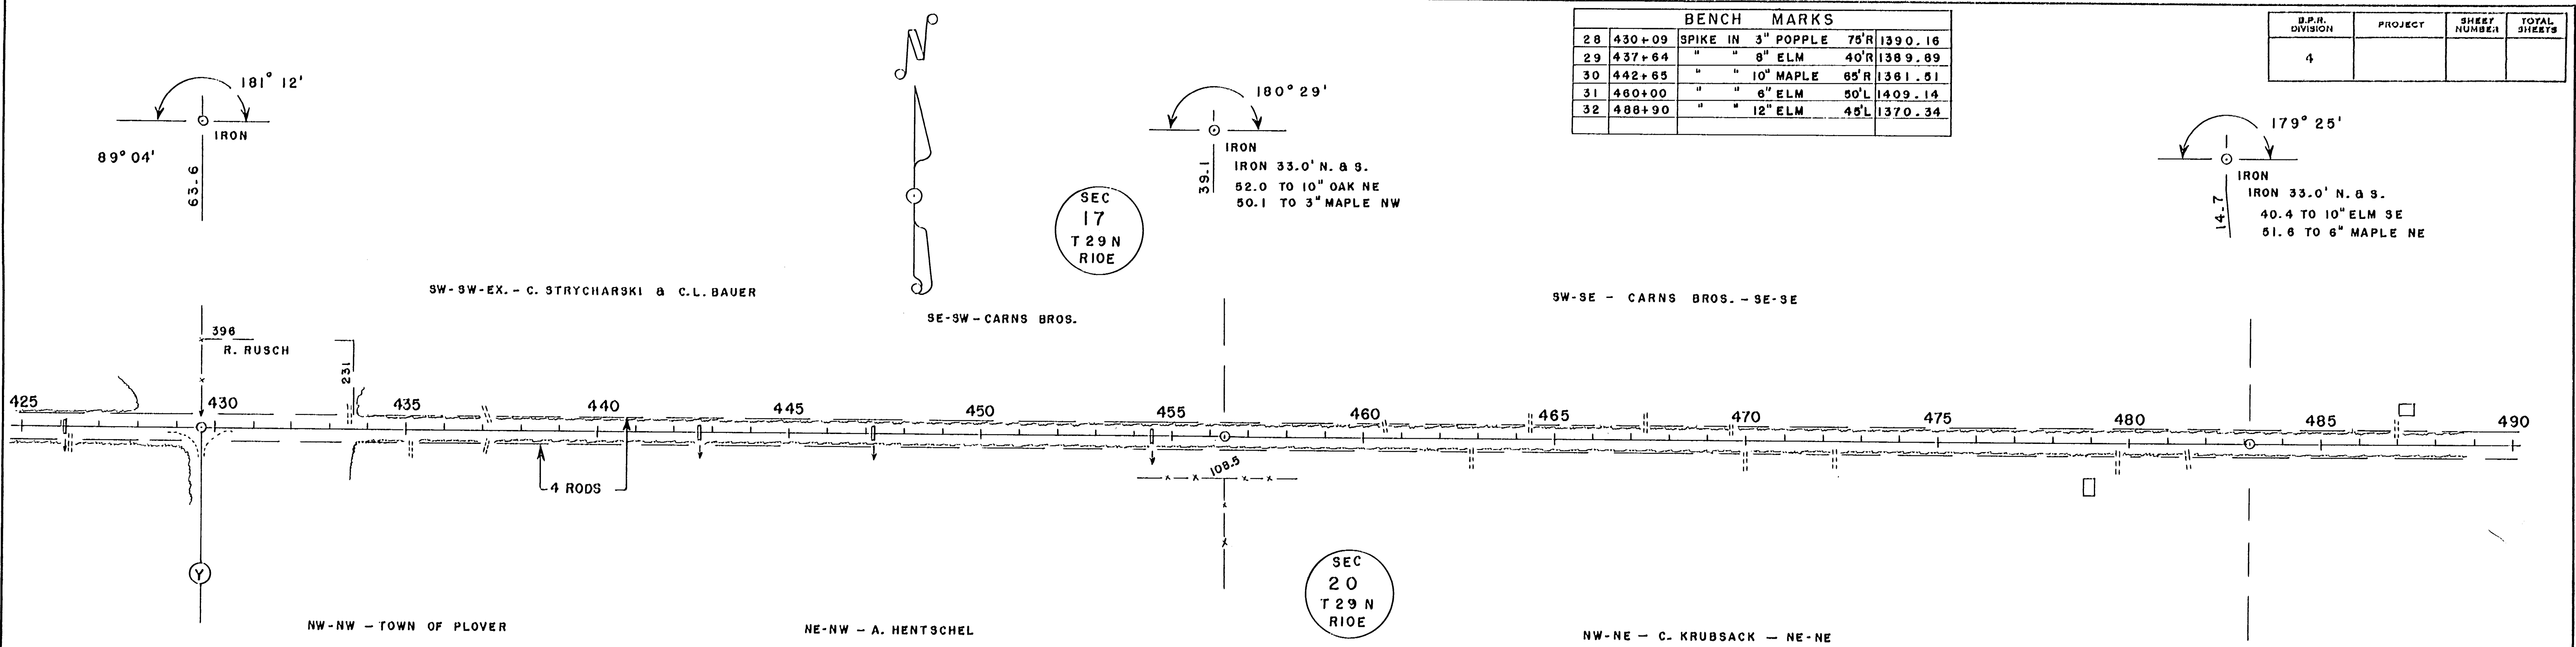 N
BENCH MARKS
28 430+09 SPIKE IN 3" POPPLE 75'R 1390.16
29 437+64 " " 8" ELM 40'R 1389.69
30 442+65 " " 10" MAPLE 65'R 1361.51
31 460+00 " " 6" ELM 50'L 1409.14
32 488+90 " " 12" ELM 45'L 1370.34
B.P.R. DIVISION PROJECT SHEET NUMBER TOTAL SHEETS
4
181° 12'
IRON
89° 04'
63.6
180° 29'
IRON
39.1
IRON 33.0' N. & S.
52.0 TO 10" OAK NE
50.1 TO 3" MAPLE NW
179° 25'
IRON
14.7
IRON 33.0' N. & S.
40.4 TO 10" ELM SE
51.6 TO 6" MAPLE NE
SEC
17
T 29 N
R10E
SW-SW-EX. - C. STRYCHARSKI & C.L. BAUER
SE-SW - CARNS BROS.
SW-SE - CARNS BROS. - SE-SE
396
R. RUSCH
231
425 430 435 440 445 450 455 460 465 470 475 480 485 490
108.5
4 RODS
Y
SEC
20
T 29 N
R10E
NW-NW - TOWN OF PLOVER
NE-NW - A. HENTSCHEL
NW-NE - C. KRUBSACK - NE-NE